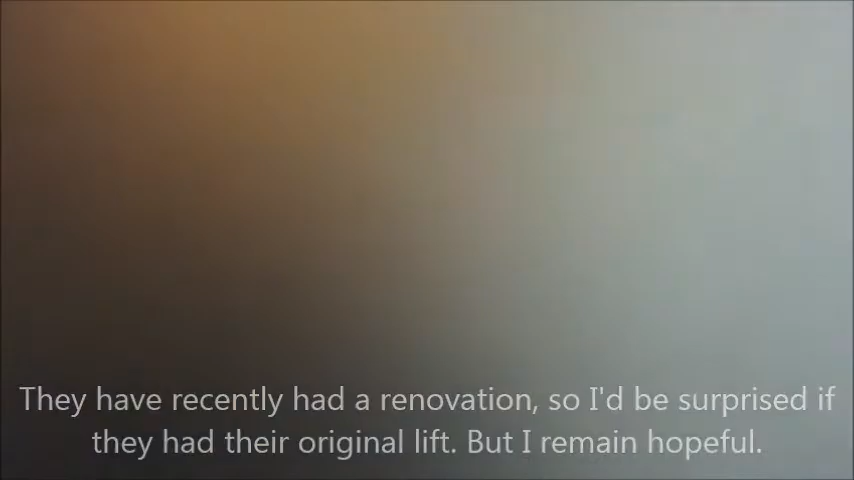 They have recently had a renovation, so I'd be surprised if
they had their original lift. But I remain hopeful.